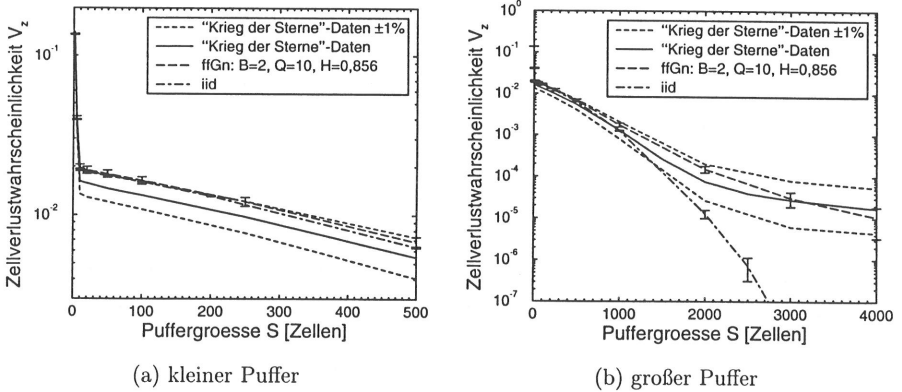 (a)
"Krieg der Sterne"-Daten ±1%
"Krieg der Sterne"-Daten
ffGn: B=2, Q=10, H=0,856
iid
Zellverlustwahrscheinlichkeit V_z
10^-1
10^-2
0 100 200 300 400 500
Puffergroesse S [Zellen]
(a) kleiner Puffer
(b)
"Krieg der Sterne"-Daten ±1%
"Krieg der Sterne"-Daten
ffGn: B=2, Q=10, H=0,856
iid
Zellverlustwahrscheinlichkeit V_z
10^0
10^-1
10^-2
10^-3
10^-4
10^-5
10^-6
10^-7
0 1000 2000 3000 4000
Puffergroesse S [Zellen]
(b) großer Puffer